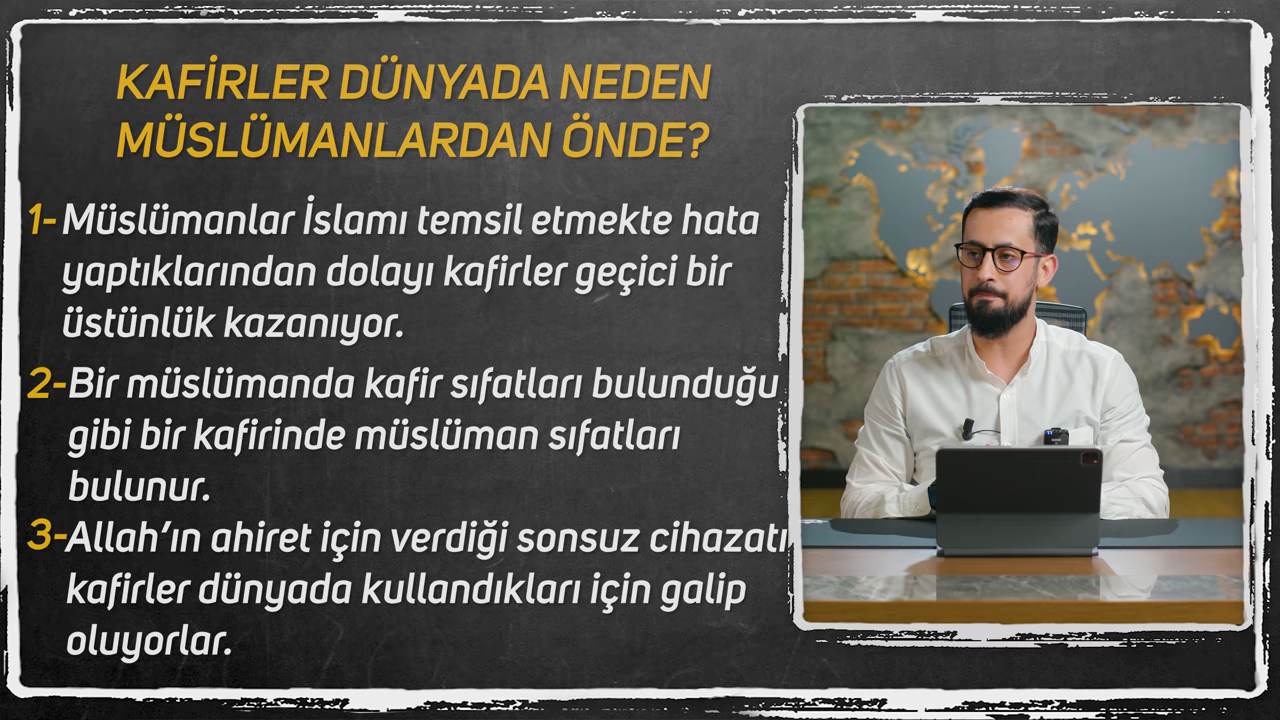 KAFİRLER DÜNYADA NEDEN
MÜSLÜMANLARDAN ÖNDE?
1-Müslümanlar İslamı temsil etmekte hata
yaptıklarından dolayı kafirler geçici bir
üstünlük kazanıyor.
2-Bir müslümanda kafir sıfatları bulunduğu
gibi bir kafirinde müslüman sıfatları
bulunur.
3-Allah'ın ahiret için verdiği sonsuz cihazatı
kafirler dünyada kullandıkları için galip
oluyorlar.